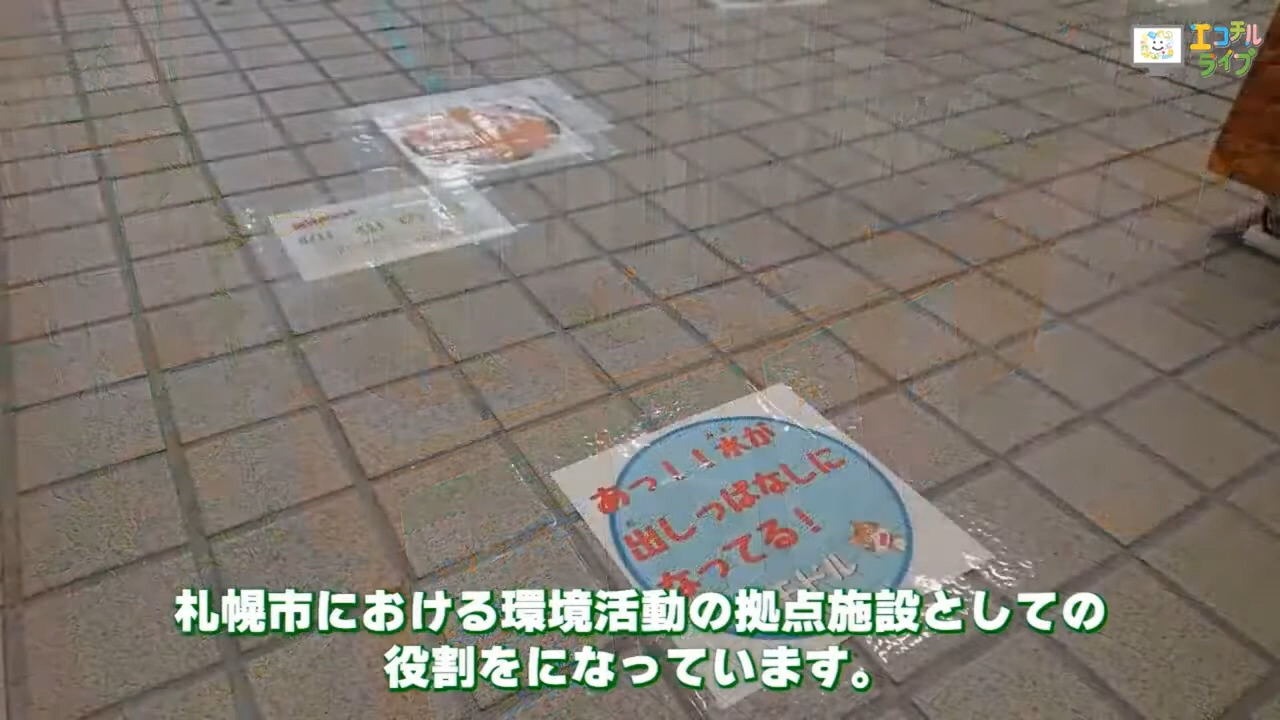 エコチル
ライブ
あっ！！水が
出しっぱなしに
なってる！
札幌市における環境活動の拠点施設としての
役割をになっています。